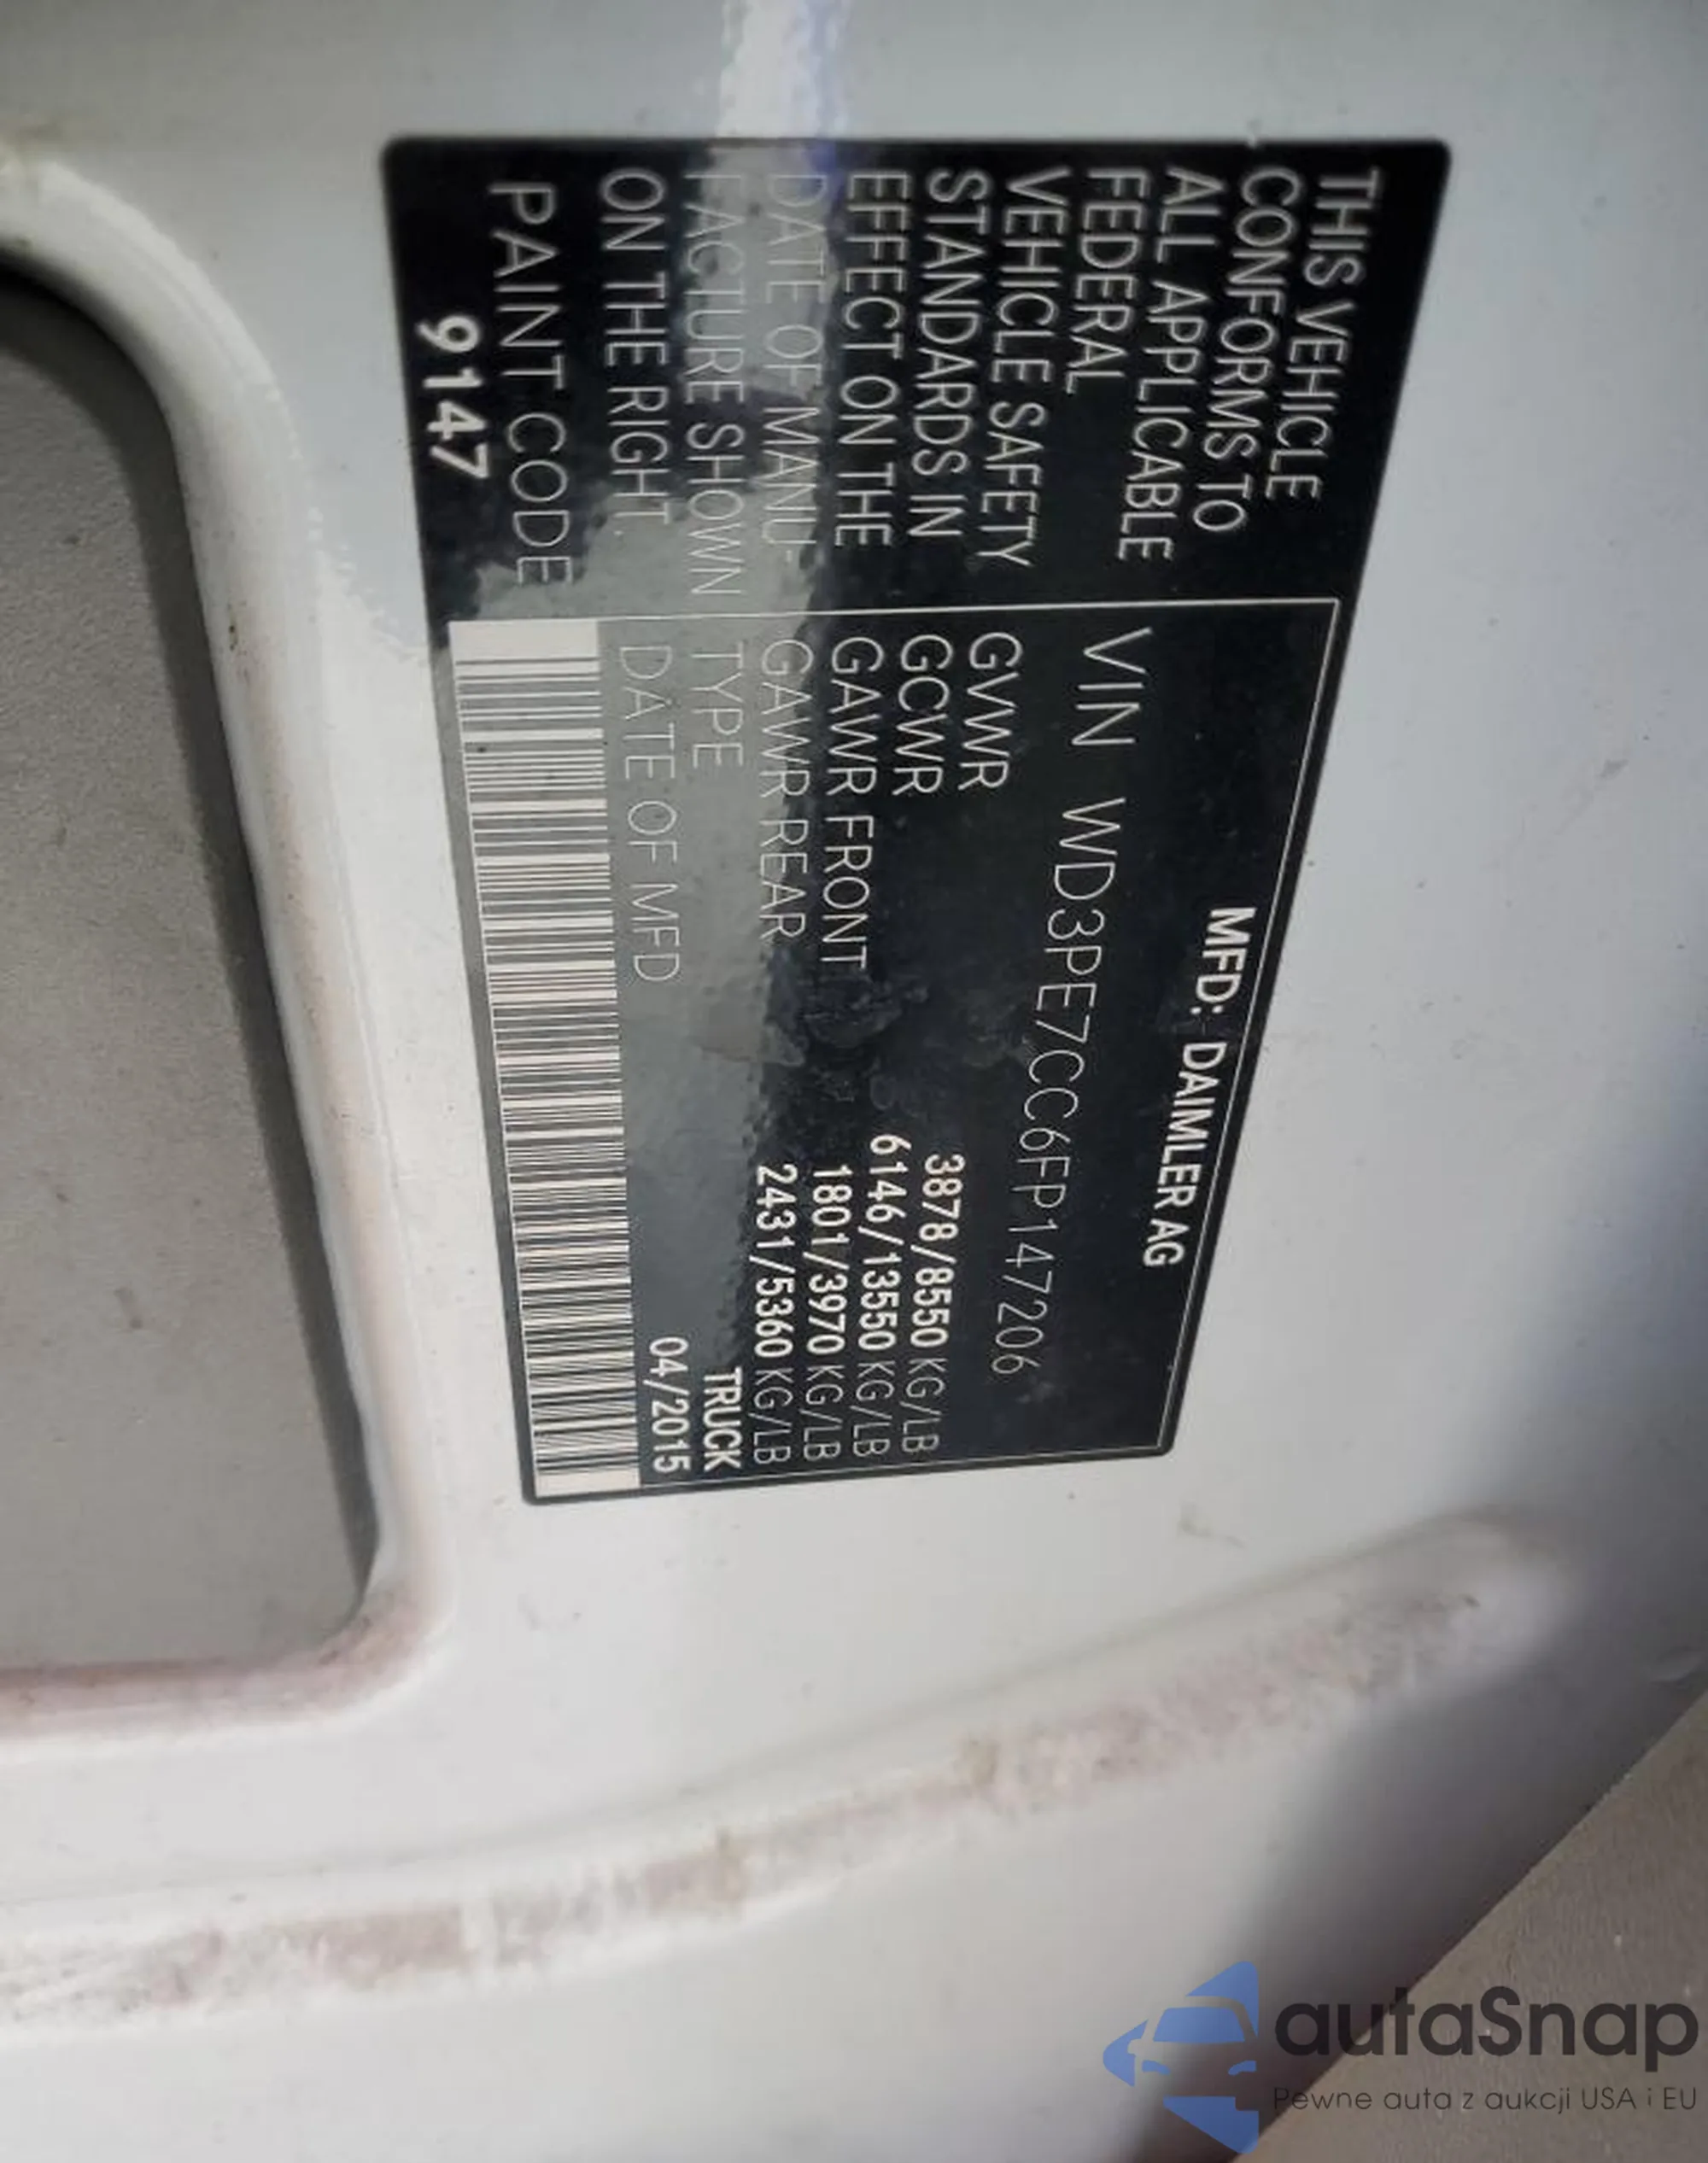 THIS VEHICLE
CONFORMS TO
ALL APPLICABLE
FEDERAL
VEHICLE SAFETY
STANDARDS IN
EFFECT ON THE
DATE OF MANU-
FACTURE SHOWN
ON THE RIGHT.
PAINT CODE
9147
MFD: DAIMLER AG
VIN WD3PE7CC6FP147206
GVWR 3878/8550 KG/LB
GCWR 6146/13550 KG/LB
GAWR FRONT 1801/3970 KG/LB
GAWR REAR 2431/5360 KG/LB
TYPE TRUCK
DATE OF MFD 04/2015
autaSnap
Pewne auta z aukcji USA i EU